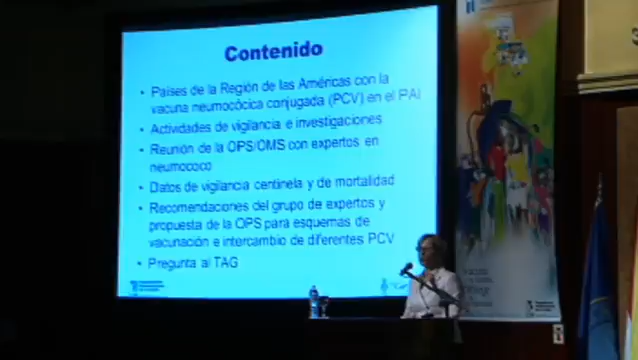 Contenido
• Países de la Región de las Américas con la
vacuna neumocócica conjugada (PCV) en el PAI
• Actividades de vigilancia e investigaciones
• Reunión de la OPS/OMS con expertos en
neumococo
• Datos de vigilancia centinela y de mortalidad
• Recomendaciones del grupo de expertos y
propuesta de la OPS para esquemas de
vacunación e intercambio de diferentes PCV
• Pregunta al TAG